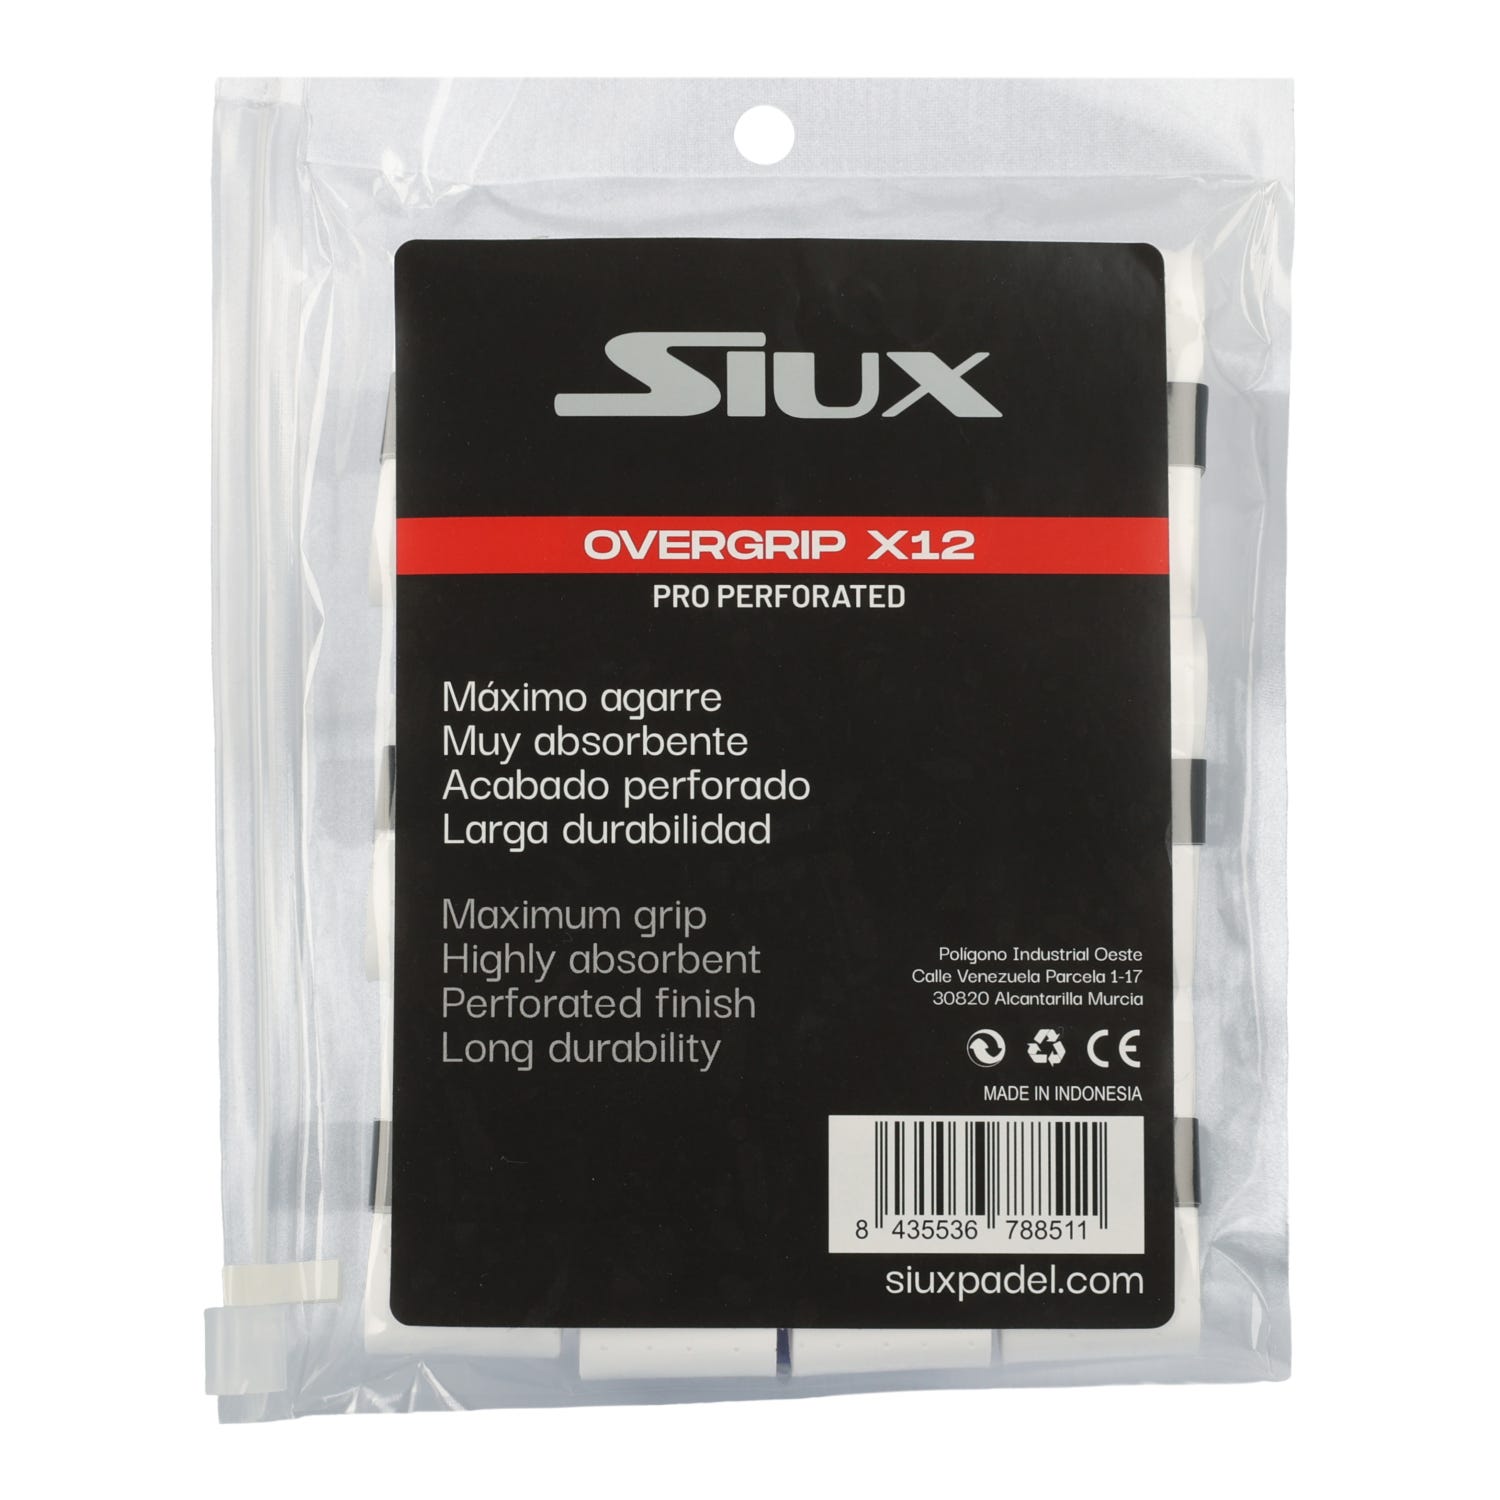 SIUX
OVERGRIP X12
PRO PERFORATED
Máximo agarre
Muy absorbente
Acabado perforado
Larga durabilidad
Maximum grip
Highly absorbent
Perforated finish
Long durability
Polígono Industrial Oeste
Calle Venezuela Parcela 1-17
30820 Alcantarilla Murcia
CE
MADE IN INDONESIA
8 435536 788511
siuxpadel.com